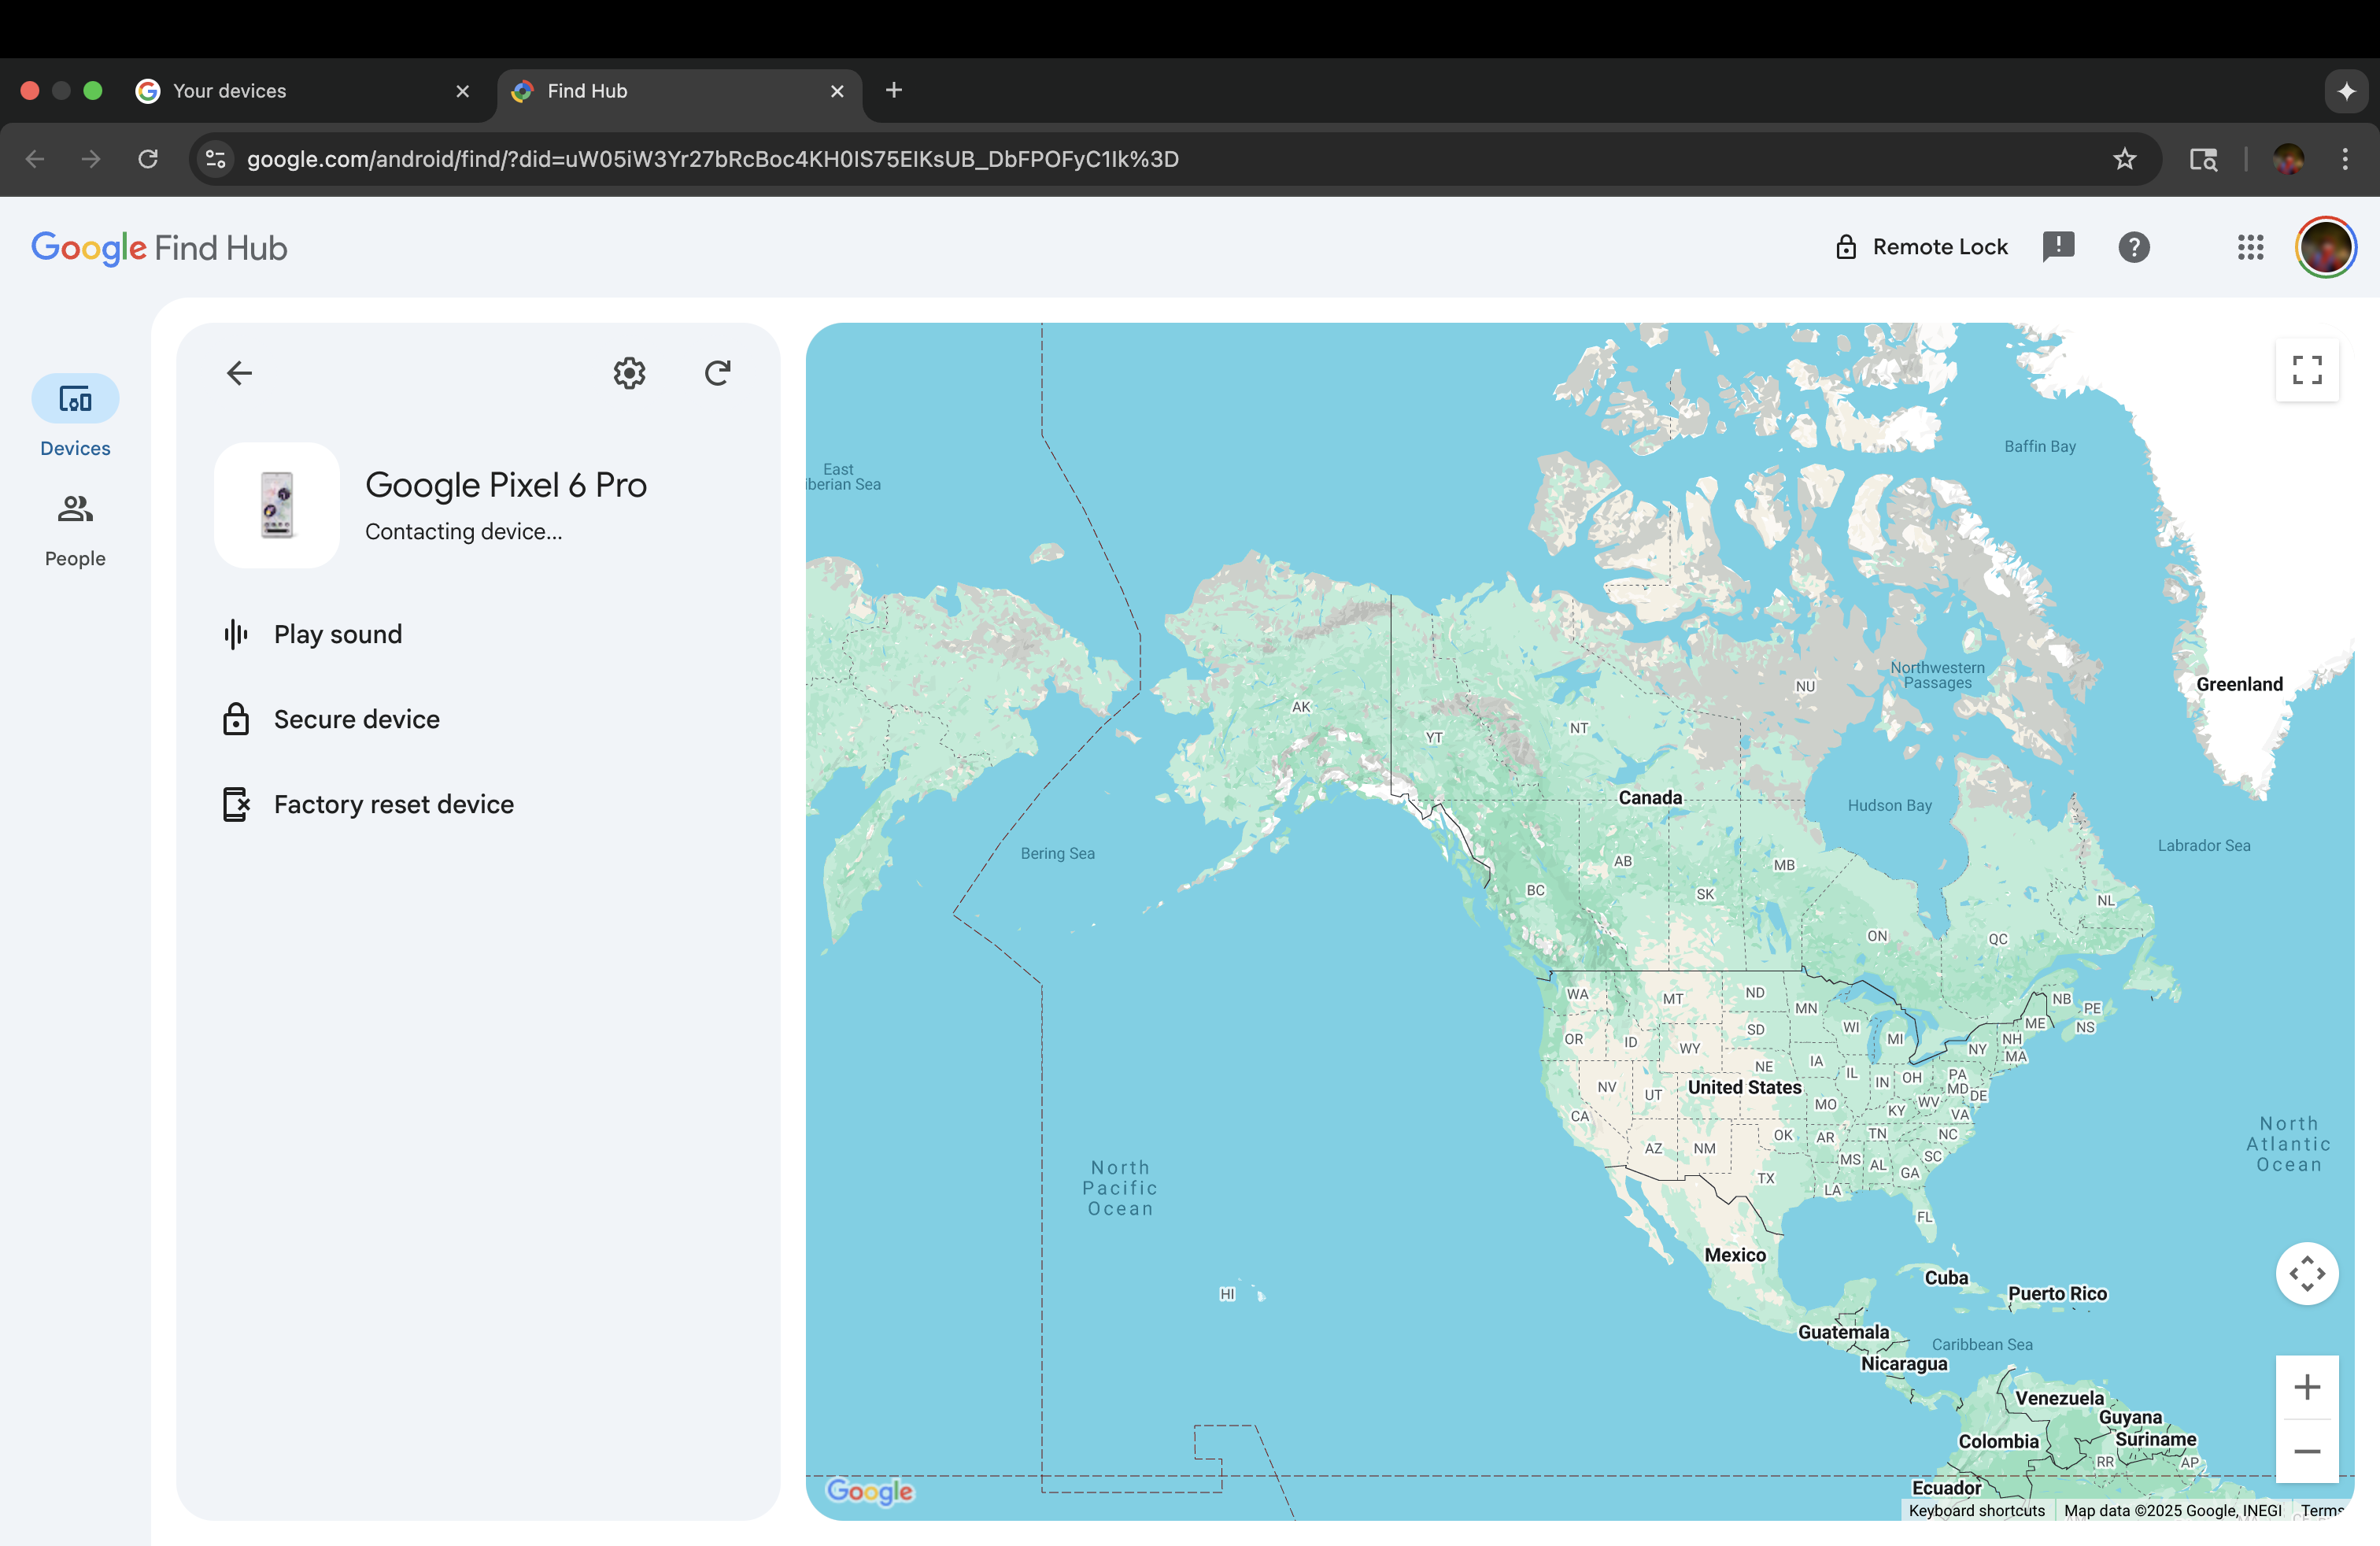 Your devices
Find Hub
google.com/android/find/?did=uW05iW3Yr27bRcBoc4KH0IS75EIKsUB_DbFPOFyC1Ik%3D
Google Find Hub
Remote Lock
Devices
People
Google Pixel 6 Pro
Contacting device...
Play sound
Secure device
Factory reset device
East
iberian Sea
Baffin Bay
Northwestern
Passages
Greenland
NU
AK
YT
NT
Canada
Hudson Bay
Labrador Sea
Bering Sea
AB
MB
BC
SK
NL
ON
QC
WA
MT
ND
MN
NB
PE
NS
OR
ID
WY
SD
WI
MI
ME
NH
NY
MA
NE
IA
IL
IN
OH
PA
MD
DE
NV
UT
United States
CA
MO
KY
WV
VA
AZ
NM
OK
AR
TN
NC
SC
MS
AL
GA
TX
LA
FL
North
Atlantic
Ocean
North
Pacific
Ocean
Mexico
HI
Cuba
Puerto Rico
Guatemala
Caribbean Sea
Nicaragua
Venezuela
Guyana
Colombia
Suriname
RR
AP
Ecuador
Google
Keyboard shortcuts
Map data ©2025 Google, INEGI
Terms